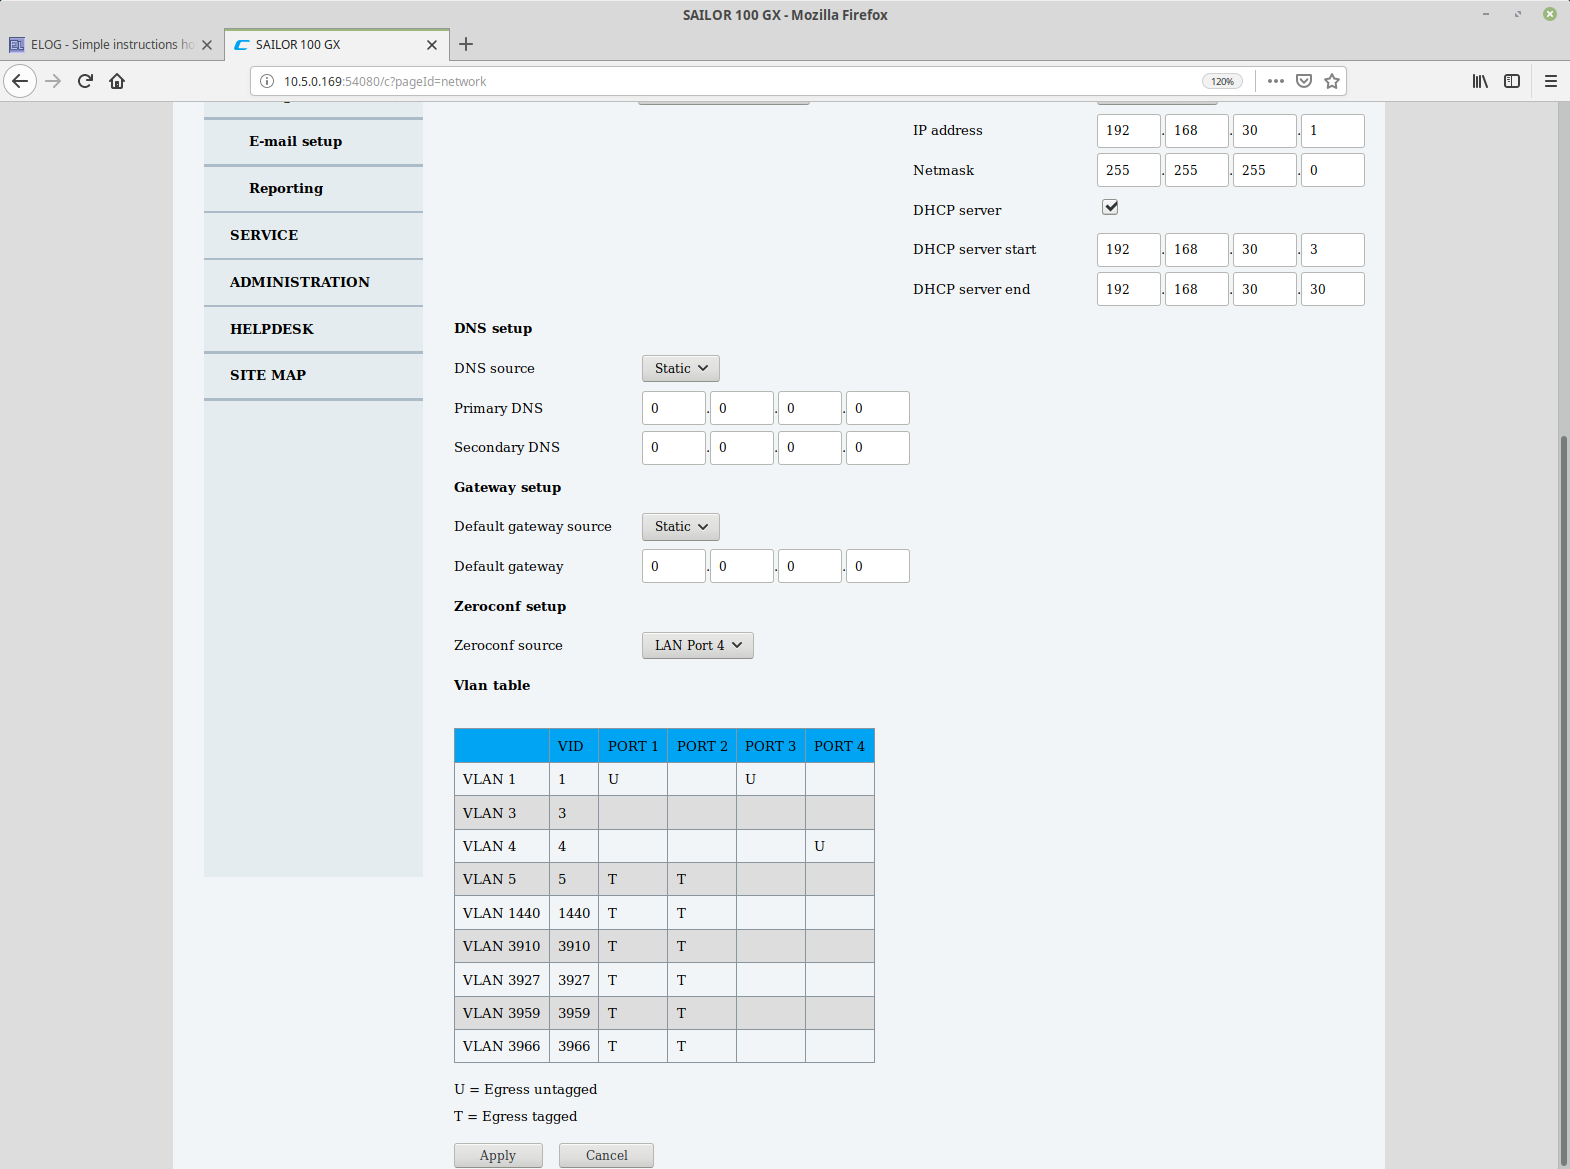 SAILOR 100 GX - Mozilla Firefox
ELOG - Simple instructions ho
SAILOR 100 GX
10.5.0.169:54080/c?pageId=network
120%
E-mail setup
Reporting
SERVICE
ADMINISTRATION
HELPDESK
SITE MAP
IP address 192 . 168 . 30 . 1
Netmask 255 . 255 . 255 . 0
DHCP server
DHCP server start 192 . 168 . 30 . 3
DHCP server end 192 . 168 . 30 . 30
DNS setup
DNS source Static
Primary DNS 0 . 0 . 0 . 0
Secondary DNS 0 . 0 . 0 . 0
Gateway setup
Default gateway source Static
Default gateway 0 . 0 . 0 . 0
Zeroconf setup
Zeroconf source LAN Port 4
Vlan table
VID PORT 1 PORT 2 PORT 3 PORT 4
VLAN 1 1 U U
VLAN 3 3
VLAN 4 4 U
VLAN 5 5 T T
VLAN 1440 1440 T T
VLAN 3910 3910 T T
VLAN 3927 3927 T T
VLAN 3959 3959 T T
VLAN 3966 3966 T T
U = Egress untagged
T = Egress tagged
Apply Cancel